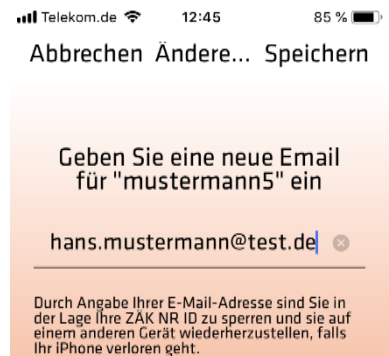 Telekom.de 12:45 85 %
Abbrechen Ändere... Speichern
Geben Sie eine neue Email
für "mustermann5" ein
hans.mustermann@test.de
Durch Angabe Ihrer E-Mail-Adresse sind Sie in
der Lage Ihre ZÄK NR ID zu sperren und sie auf
einem anderen Gerät wiederherzustellen, falls
Ihr iPhone verloren geht.